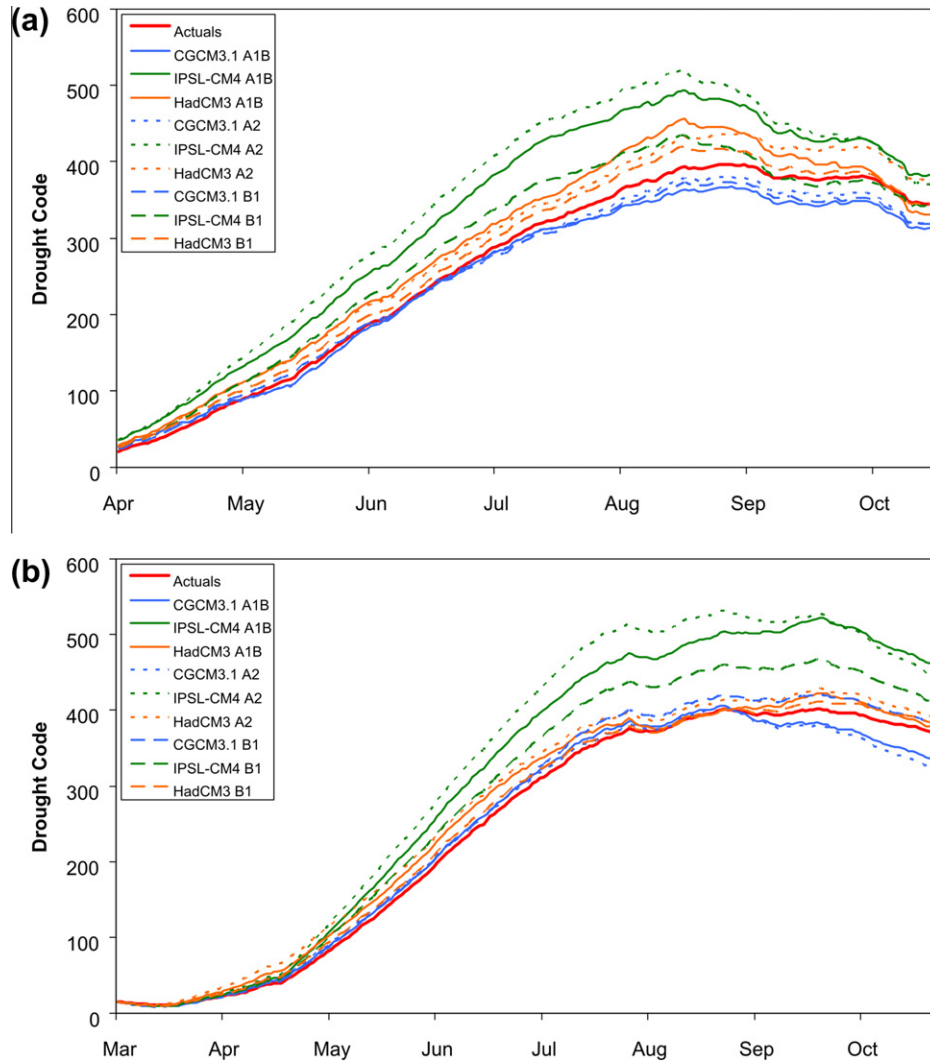 (a)
600
500
400
300
200
100
0
Drought Code
Actuals
CGCM3.1 A1B
IPSL-CM4 A1B
HadCM3 A1B
CGCM3.1 A2
IPSL-CM4 A2
HadCM3 A2
CGCM3.1 B1
IPSL-CM4 B1
HadCM3 B1
Apr May Jun Jul Aug Sep Oct
(b)
600
500
400
300
200
100
0
Drought Code
Actuals
CGCM3.1 A1B
IPSL-CM4 A1B
HadCM3 A1B
CGCM3.1 A2
IPSL-CM4 A2
HadCM3 A2
CGCM3.1 B1
IPSL-CM4 B1
HadCM3 B1
Mar Apr May Jun Jul Aug Sep Oct